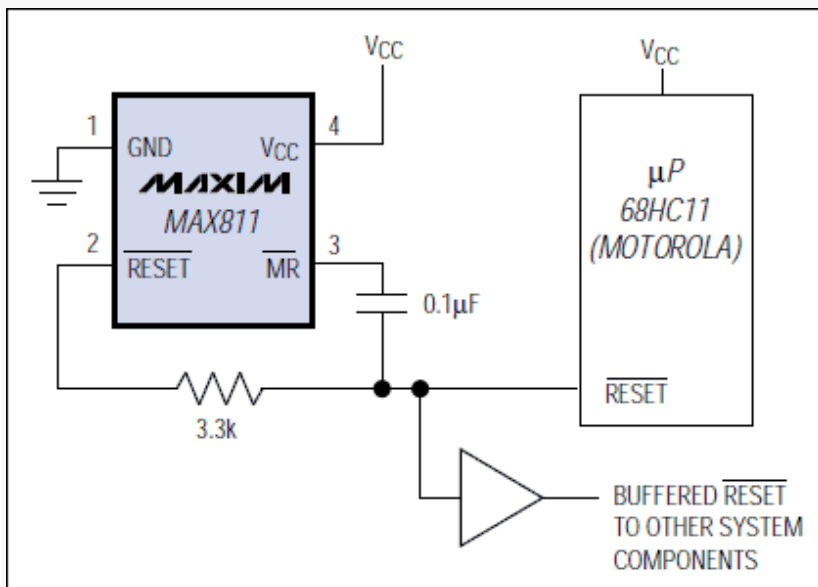 VCC
VCC
1
4
GND
VCC
MAXIM
MAX811
2
3
RESET
MR
μP
68HC11
(MOTOROLA)
0.1μF
RESET
3.3k
BUFFERED RESET
TO OTHER SYSTEM
COMPONENTS